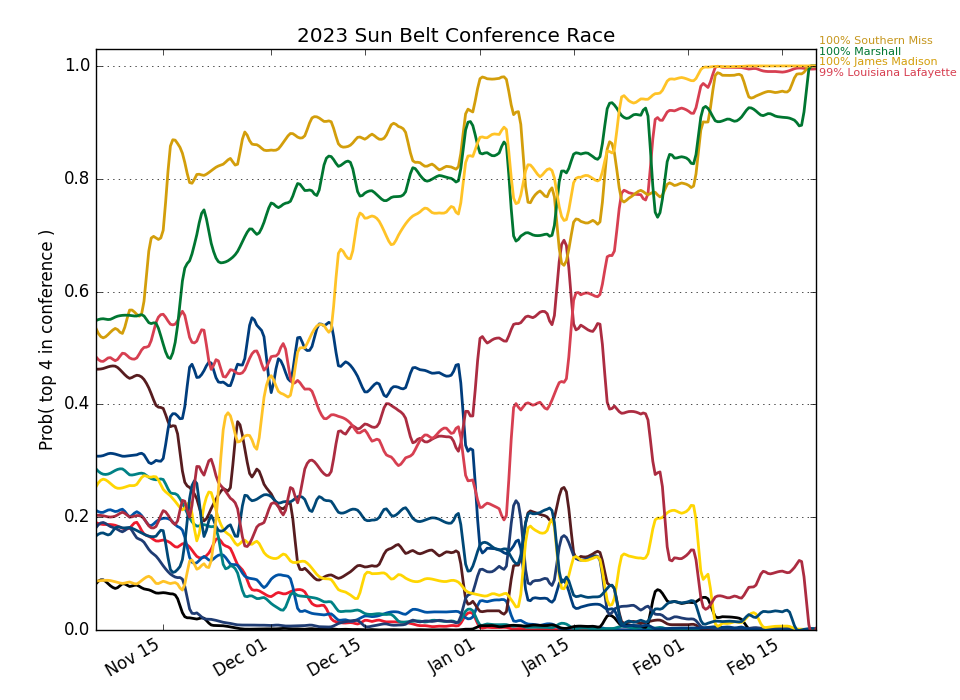 2023 Sun Belt Conference Race
100% Southern Miss
100% Marshall
100% James Madison
99% Louisiana Lafayette
1.0
0.8
0.6
0.4
0.2
0.0
Prob( top 4 in conference )
Nov 15
Dec 01
Dec 15
Jan 01
Jan 15
Feb 01
Feb 15